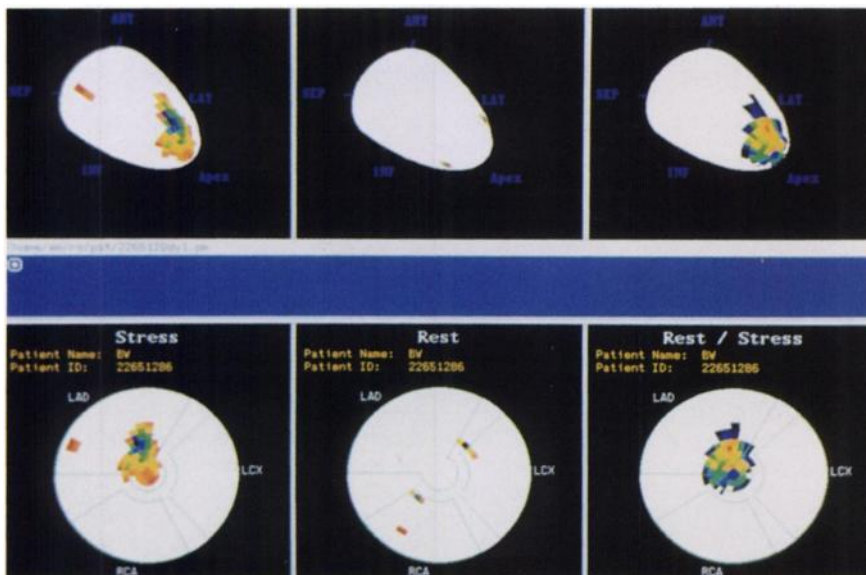 ANT
SEP
LAT
INF
Apex
ANT
SEP
LAT
INF
Apex
ANT
SEP
LAT
INF
Apex
Stress
Patient Name: BW
Patient ID: 22651286
LAD
LCX
RCA
Rest
Patient Name: BW
Patient ID: 22651286
LAD
LCX
RCA
Rest / Stress
Patient Name: BW
Patient ID: 22651286
LAD
LCX
RCA